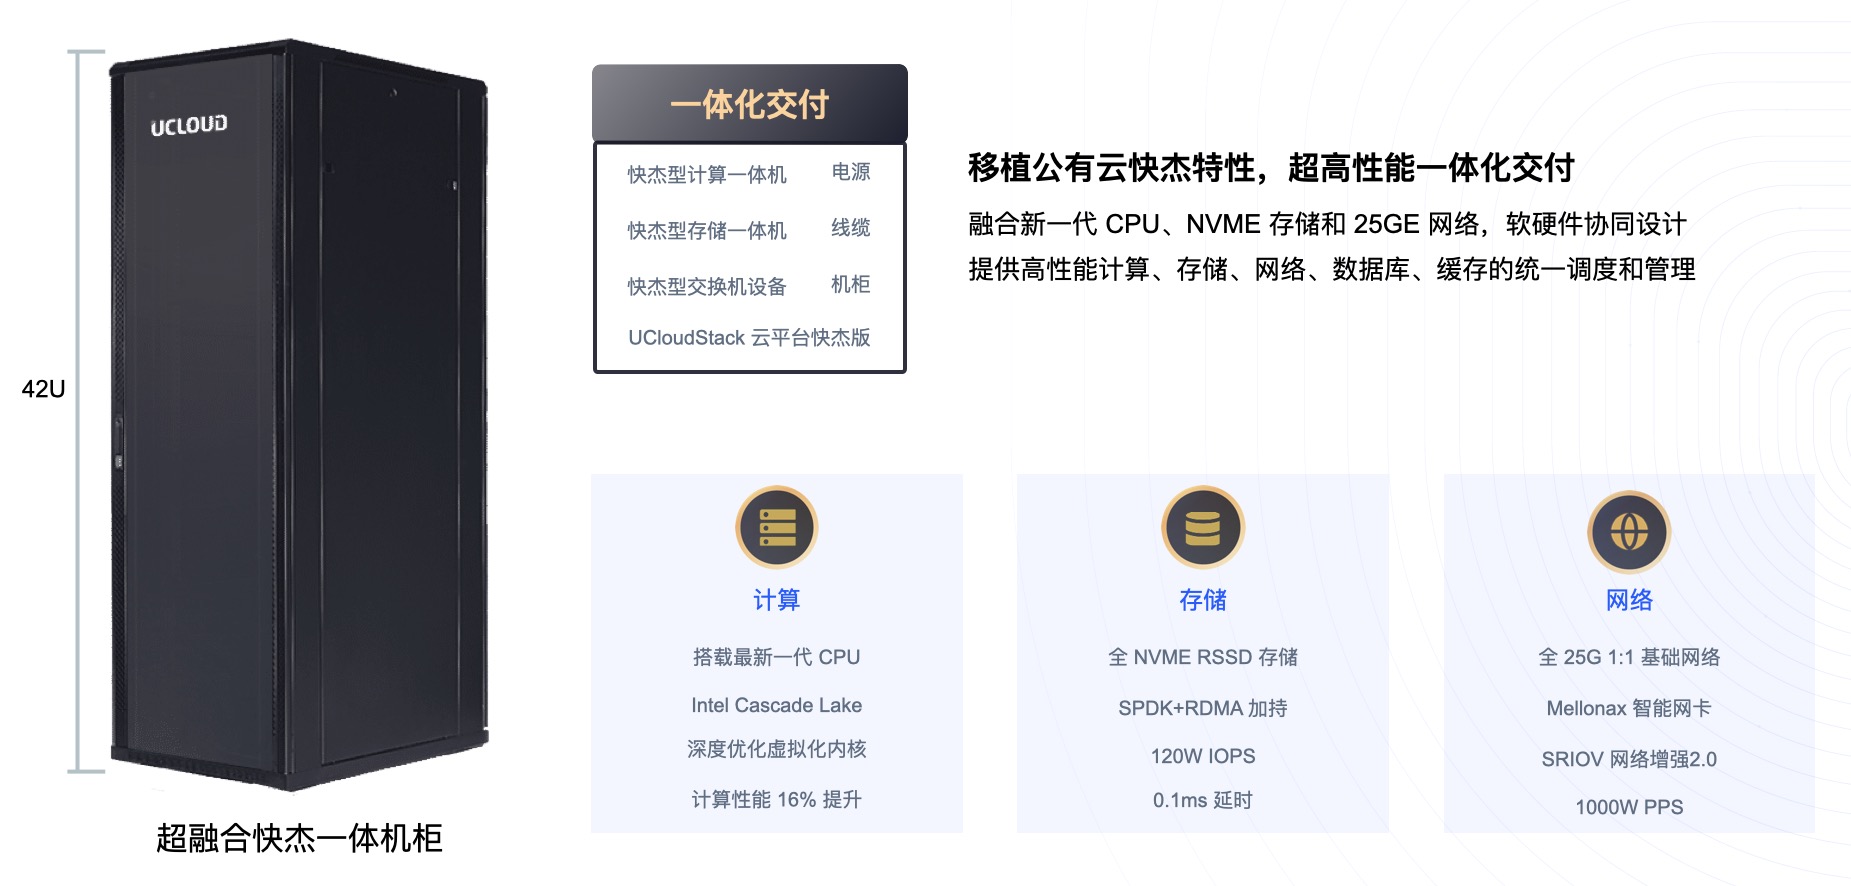 UCLOUD
42U
超融合快杰一体机柜
一体化交付
快杰型计算一体机 电源
快杰型存储一体机 线缆
快杰型交换机设备 机柜
UCloudStack 云平台快杰版
移植公有云快杰特性，超高性能一体化交付
融合新一代 CPU、NVME 存储和 25GE 网络，软硬件协同设计
提供高性能计算、存储、网络、数据库、缓存的统一调度和管理
计算
搭载最新一代 CPU
Intel Cascade Lake
深度优化虚拟化内核
计算性能 16% 提升
存储
全 NVME RSSD 存储
SPDK+RDMA 加持
120W IOPS
0.1ms 延时
网络
全 25G 1:1 基础网络
Mellonax 智能网卡
SRIOV 网络增强2.0
1000W PPS